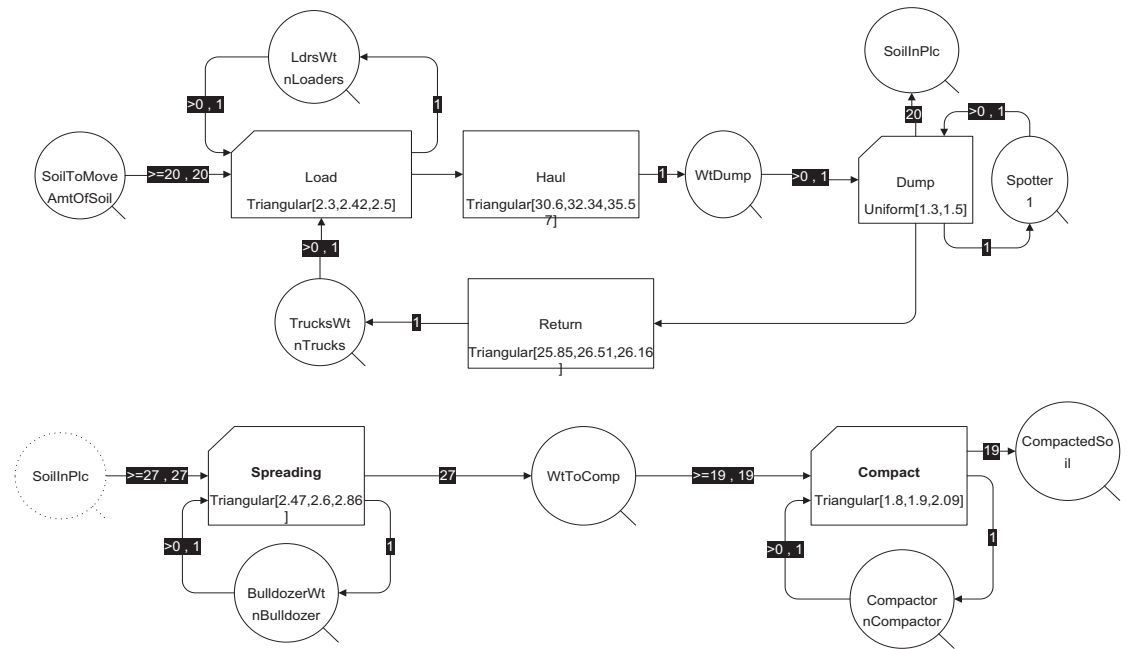 LdrsWt
nLoaders
>0 , 1
1
SoilToMove
AmtOfSoil
>=20 , 20
Load
Triangular[2.3,2.42,2.5]
Haul
Triangular[30.6,32.34,35.5
7]
1
WtDump
>0 , 1
SoilInPlc
20
>0 , 1
Dump
Uniform[1.3,1.5]
Spotter
1
1
>0 , 1
TrucksWt
nTrucks
1
Return
Triangular[25.85,26.51,26.16
]
SoilInPlc
>=27 , 27
Spreading
Triangular[2.47,2.6,2.86
]
27
WtToComp
>=19 , 19
Compact
Triangular[1.8,1.9,2.09]
19
CompactedSo
il
>0 , 1
1
BulldozerWt
nBulldozer
>0 , 1
1
Compactor
nCompactor